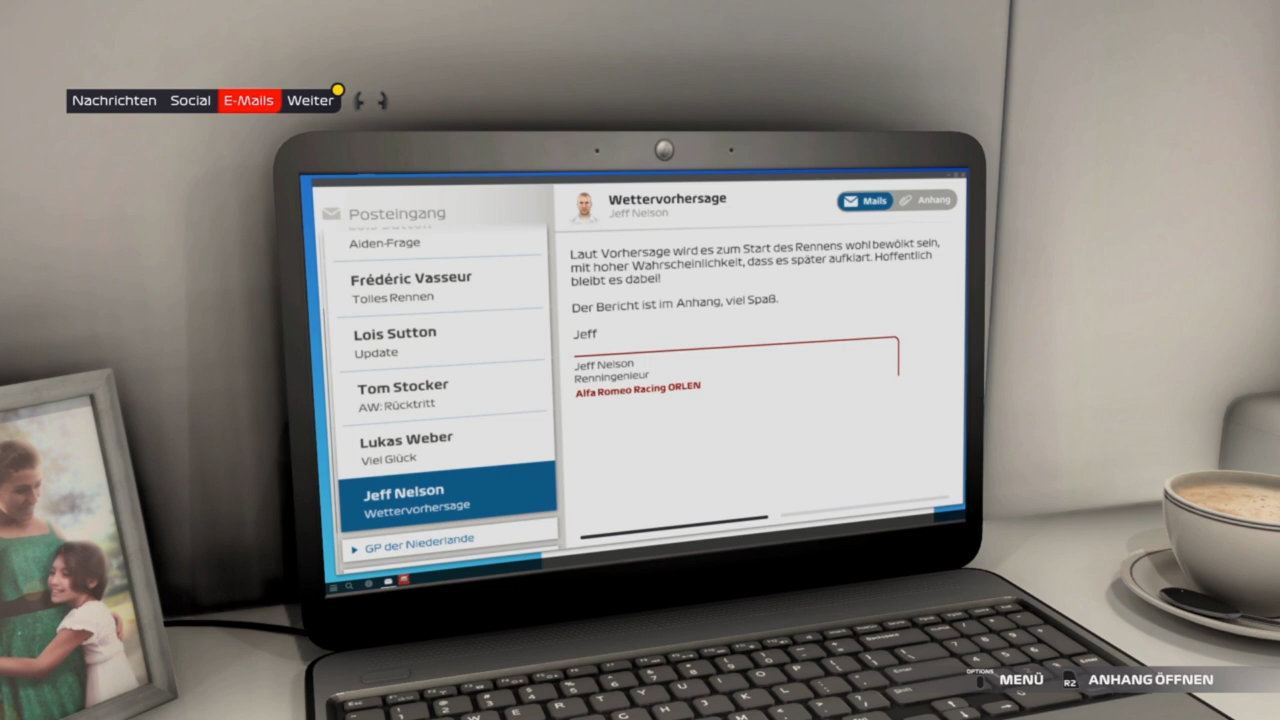 Nachrichten Social E-Mails Weiter
Posteingang
Aiden-Frage
Frédéric Vasseur
Tolles Rennen
Lois Sutton
Update
Tom Stocker
AW: Rücktritt
Lukas Weber
Viel Glück
Jeff Nelson
Wettervorhersage
GP der Niederlande
Wettervorhersage
Jeff Nelson
Mails Anhang
Laut Vorhersage wird es zum Start des Rennens wohl bewölkt sein,
mit hoher Wahrscheinlichkeit, dass es später aufklart. Hoffentlich
bleibt es dabei!
Der Bericht ist im Anhang, viel Spaß.
Jeff
Jeff Nelson
Renningenieur
Alfa Romeo Racing ORLEN
OPTIONS MENÜ R2 ANHANG ÖFFNEN